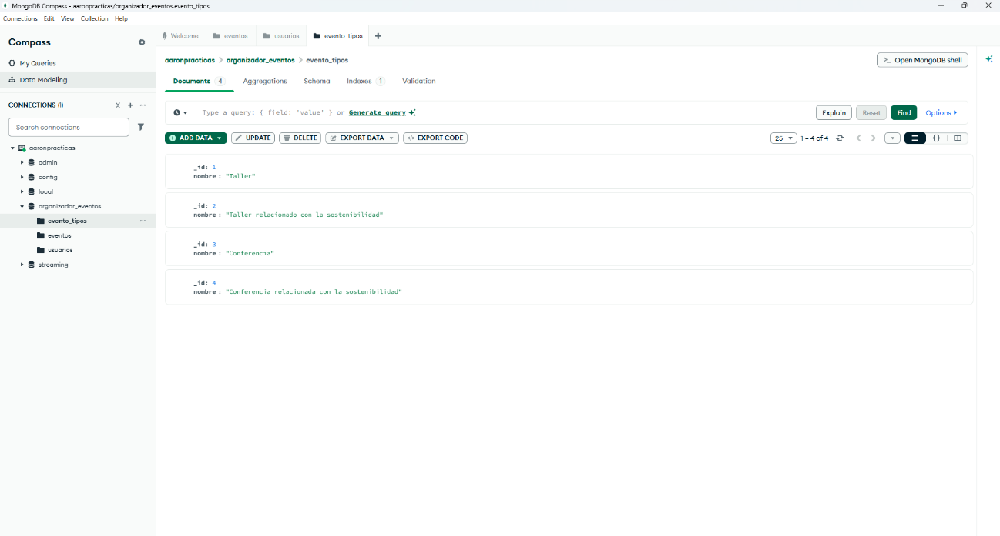 MongoDB Compass - aaronpracticas/organizador_eventos.evento_tipos
Connections Edit View Collection Help
Compass
My Queries
Data Modeling
CONNECTIONS (1)
Search connections
aaronpracticas
admin
config
local
organizador_eventos
evento_tipos
eventos
usuarios
streaming
Welcome eventos usuarios evento_tipos
aaronpracticas > organizador_eventos > evento_tipos
>_ Open MongoDB shell
Documents 4 Aggregations Schema Indexes 1 Validation
Type a query: { field: 'value' } or Generate query
Explain Reset Find Options
ADD DATA UPDATE DELETE EXPORT DATA EXPORT CODE
25 1 – 4 of 4 {}
_id: 1
nombre : "Taller"
_id: 2
nombre : "Taller relacionado con la sostenibilidad"
_id: 3
nombre : "Conferencia"
_id: 4
nombre : "Conferencia relacionada con la sostenibilidad"